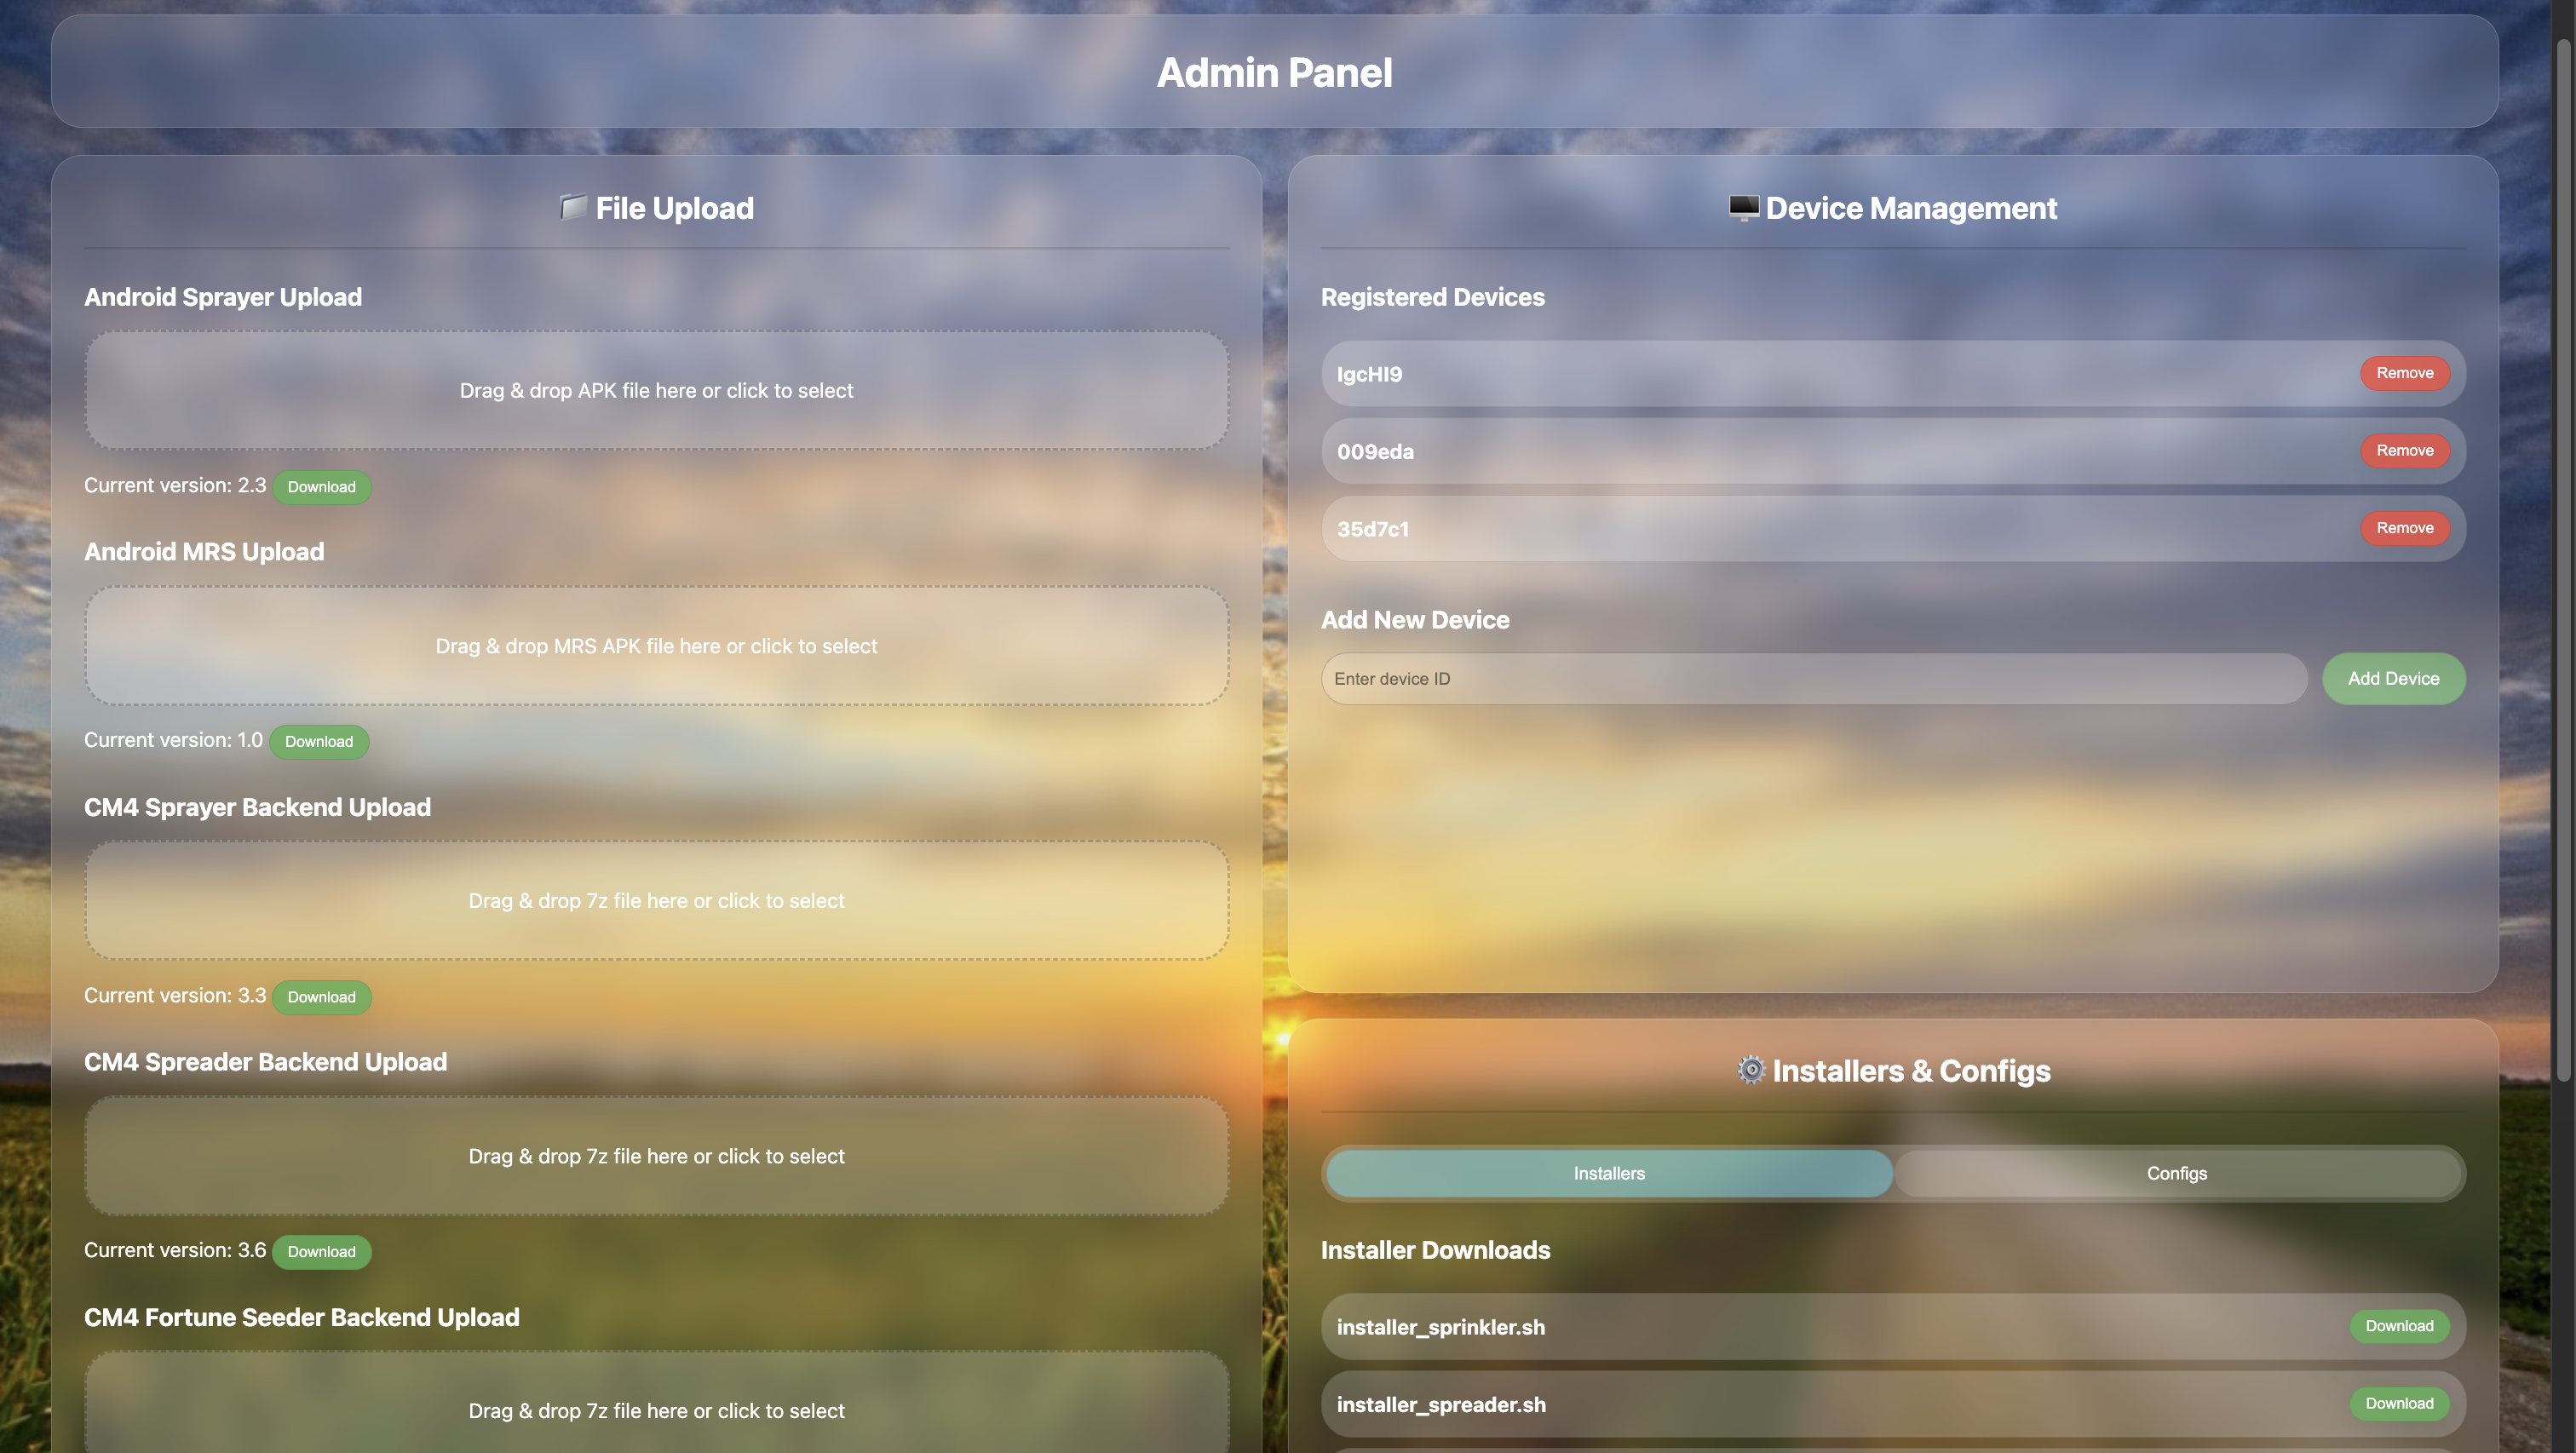 Admin Panel
File Upload
Android Sprayer Upload
Drag & drop APK file here or click to select
Current version: 2.3 Download
Android MRS Upload
Drag & drop MRS APK file here or click to select
Current version: 1.0 Download
CM4 Sprayer Backend Upload
Drag & drop 7z file here or click to select
Current version: 3.3 Download
CM4 Spreader Backend Upload
Drag & drop 7z file here or click to select
Current version: 3.6 Download
CM4 Fortune Seeder Backend Upload
Drag & drop 7z file here or click to select
Device Management
Registered Devices
IgcHI9 Remove
009eda Remove
35d7c1 Remove
Add New Device
Enter device ID Add Device
Installers & Configs
Installers Configs
Installer Downloads
installer_sprinkler.sh Download
installer_spreader.sh Download